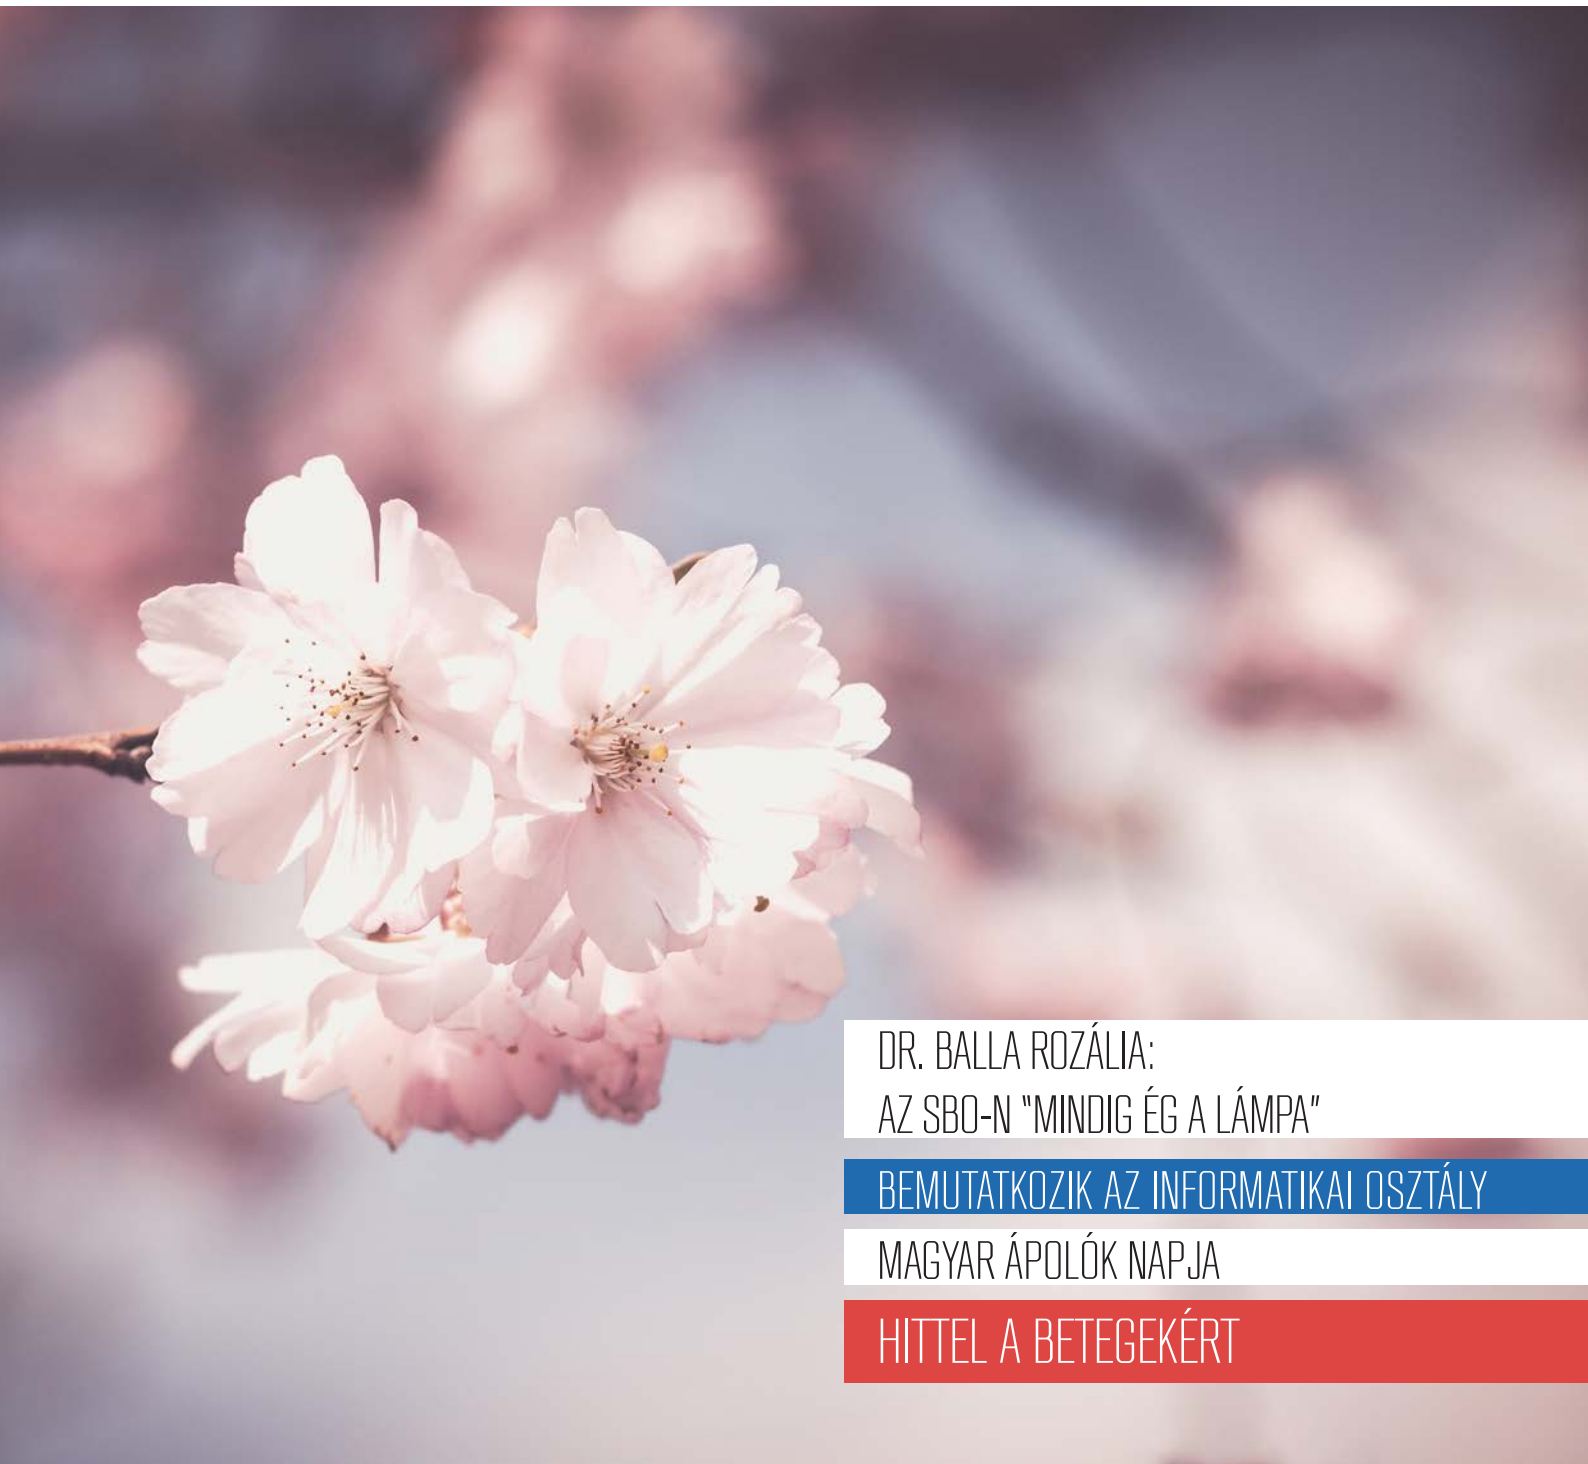 DR. BALLA ROZÁLIA:
AZ SBO-N “MINDIG ÉG A LÁMPA”
BEMUTATKOZIK AZ INFORMATIKAI OSZTÁLY
MAGYAR ÁPOLÓK NAPJA
HITTEL A BETEGEKÉRT